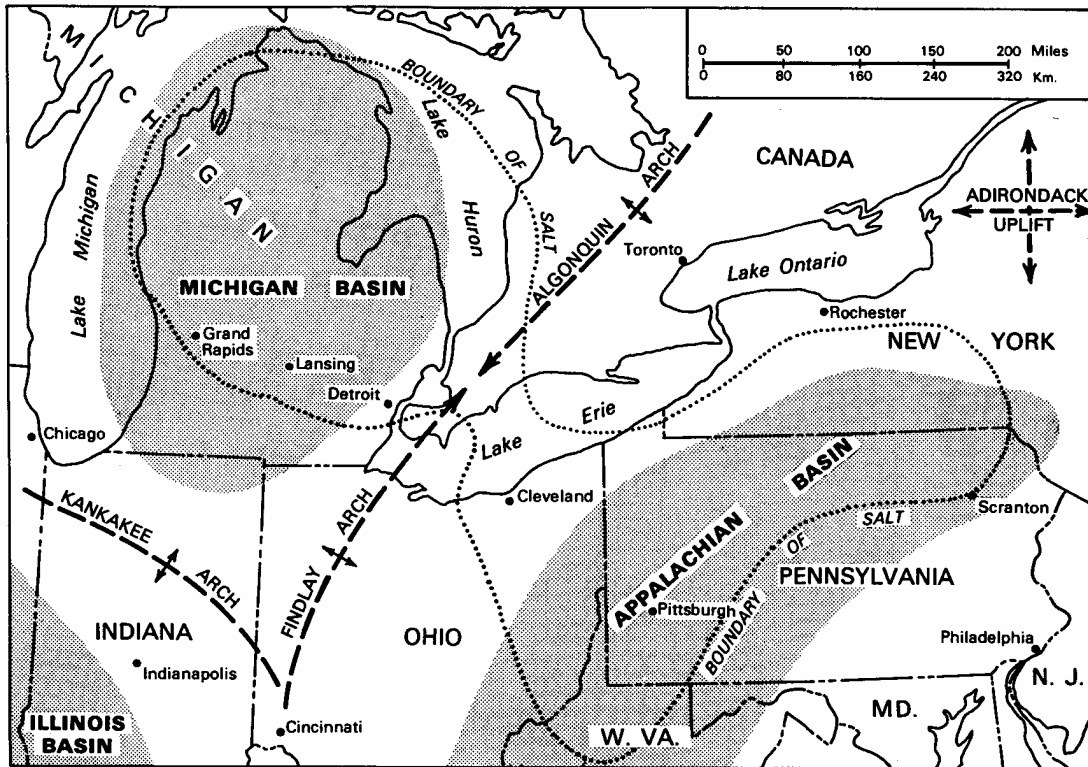 0 50 100 150 200 Miles
0 80 160 240 320 Km.
MICHIGAN
BOUNDARY OF SALT
Lake Michigan
Lake Huron
MICHIGAN BASIN
Grand
Rapids
Lansing
Detroit
Chicago
ALGONQUIN ARCH
CANADA
Toronto
Lake Ontario
ADIRONDACK
UPLIFT
Rochester
NEW YORK
Lake Erie
Cleveland
KANKAKEE ARCH
FINDLAY ARCH
INDIANA
Indianapolis
OHIO
Cincinnati
ILLINOIS
BASIN
APPALACHIAN BASIN
Scranton
BOUNDARY OF SALT
PENNSYLVANIA
Pittsburgh
Philadelphia
N. J.
MD.
W. VA.